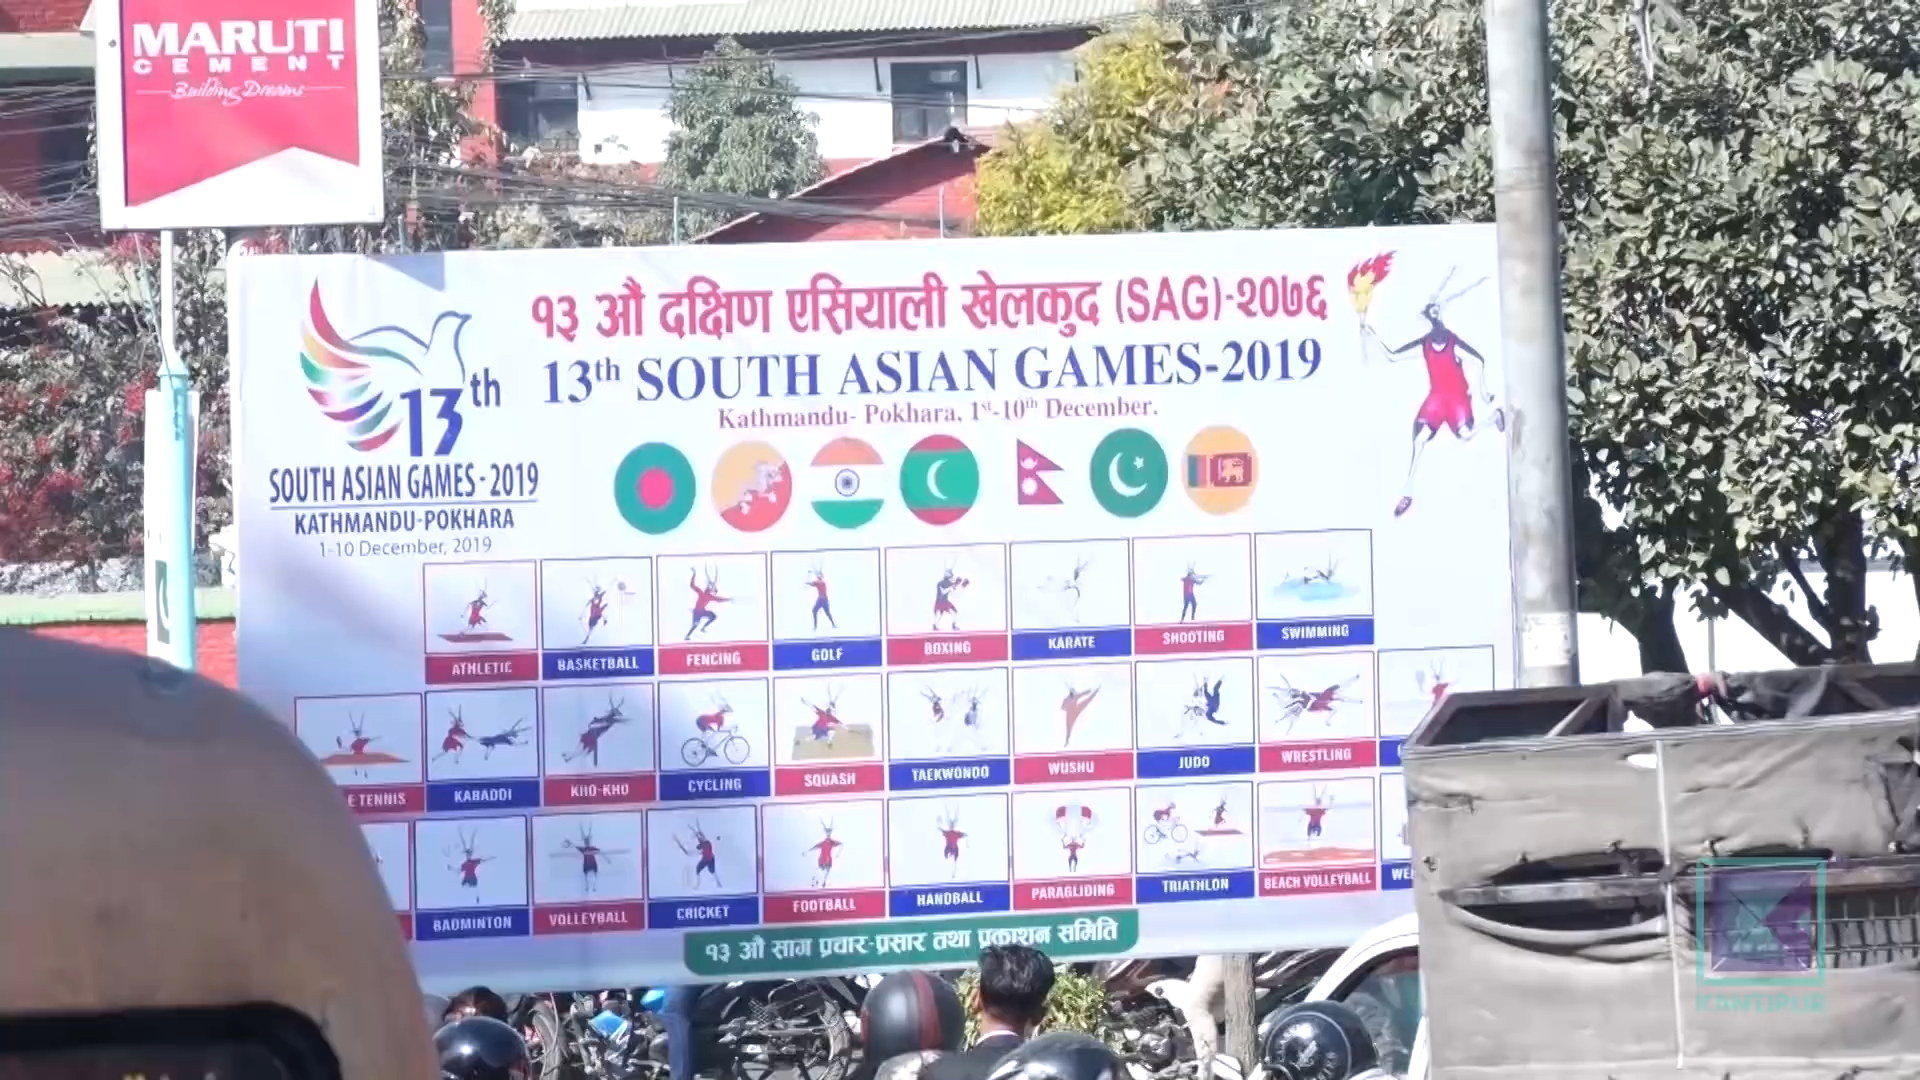 MARUTI
CEMENT
Building Dreams
१३ औ दक्षिण एसियाली खेलकुद (SAG)-२०७६
13th SOUTH ASIAN GAMES-2019
Kathmandu- Pokhara, 1st-10th December.
13th
SOUTH ASIAN GAMES-2019
KATHMANDU-POKHARA
1-10 December, 2019
ATHLETIC BASKETBALL FENCING GOLF BOXING KARATE SHOOTING SWIMMING
E TENNIS KABADDI KHO-KHO CYCLING SQUASH TAEKWONDO WUSHU JUDO WRESTLING
BADMINTON VOLLEYBALL CRICKET FOOTBALL HANDBALL PARAGLIDING TRIATHLON BEACH VOLLEYBALL WE
१३ औ साग प्रचार-प्रसार तथा प्रकाशन समिति
KANTIPUR